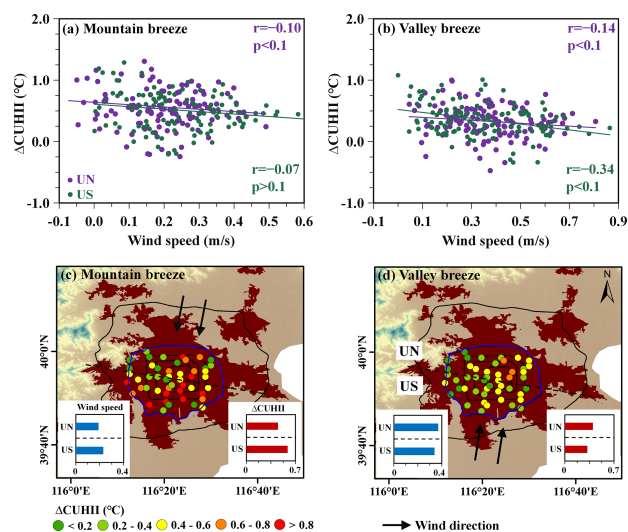 (a) Mountain breeze
r=-0.10
p<0.1
2.0
1.0
0.0
-1.0
ΔCUHII (℃)
UN
US
r=-0.07
p>0.1
-0.1 0.0 0.1 0.2 0.3 0.4 0.5 0.6
Wind speed (m/s)
(b) Valley breeze
r=-0.14
p<0.1
2.0
1.0
0.0
-1.0
ΔCUHII (℃)
r=-0.34
p<0.1
-0.1 0.1 0.3 0.5 0.7 0.9
Wind speed (m/s)
(c) Mountain breeze
40°0'N
39°40'N
Wind speed
UN
US
0 0.4
ΔCUHII
UN
US
0 0.7
116°0'E 116°20'E 116°40'E
(d) Valley breeze
N
UN
US
UN
US
0 0.4
UN
US
0 0.7
116°0'E 116°20'E 116°40'E
40°0'N
39°40'N
ΔCUHII (℃)
< 0.2 0.2 - 0.4 0.4 - 0.6 0.6 - 0.8 > 0.8
Wind direction